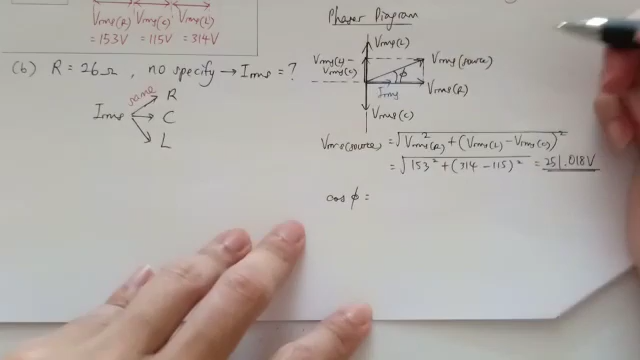 Vrms(R) Vrms(C) Vrms(L)
= 153V = 115V = 314V
(b) R = 26Ω, no specify → Irms = ?
same
R
Irms → C
L
Phasor Diagram
Vrms(L)
Vrms(L) -
Vrms(C)
Vrms(source)
ϕ
Irms
Vrms(R)
Vrms(C)
Vrms(source) = √Vrms(R)² + (Vrms(L) - Vrms(C))²
= √153² + (314 - 115)² = 251.018V
cos ϕ =